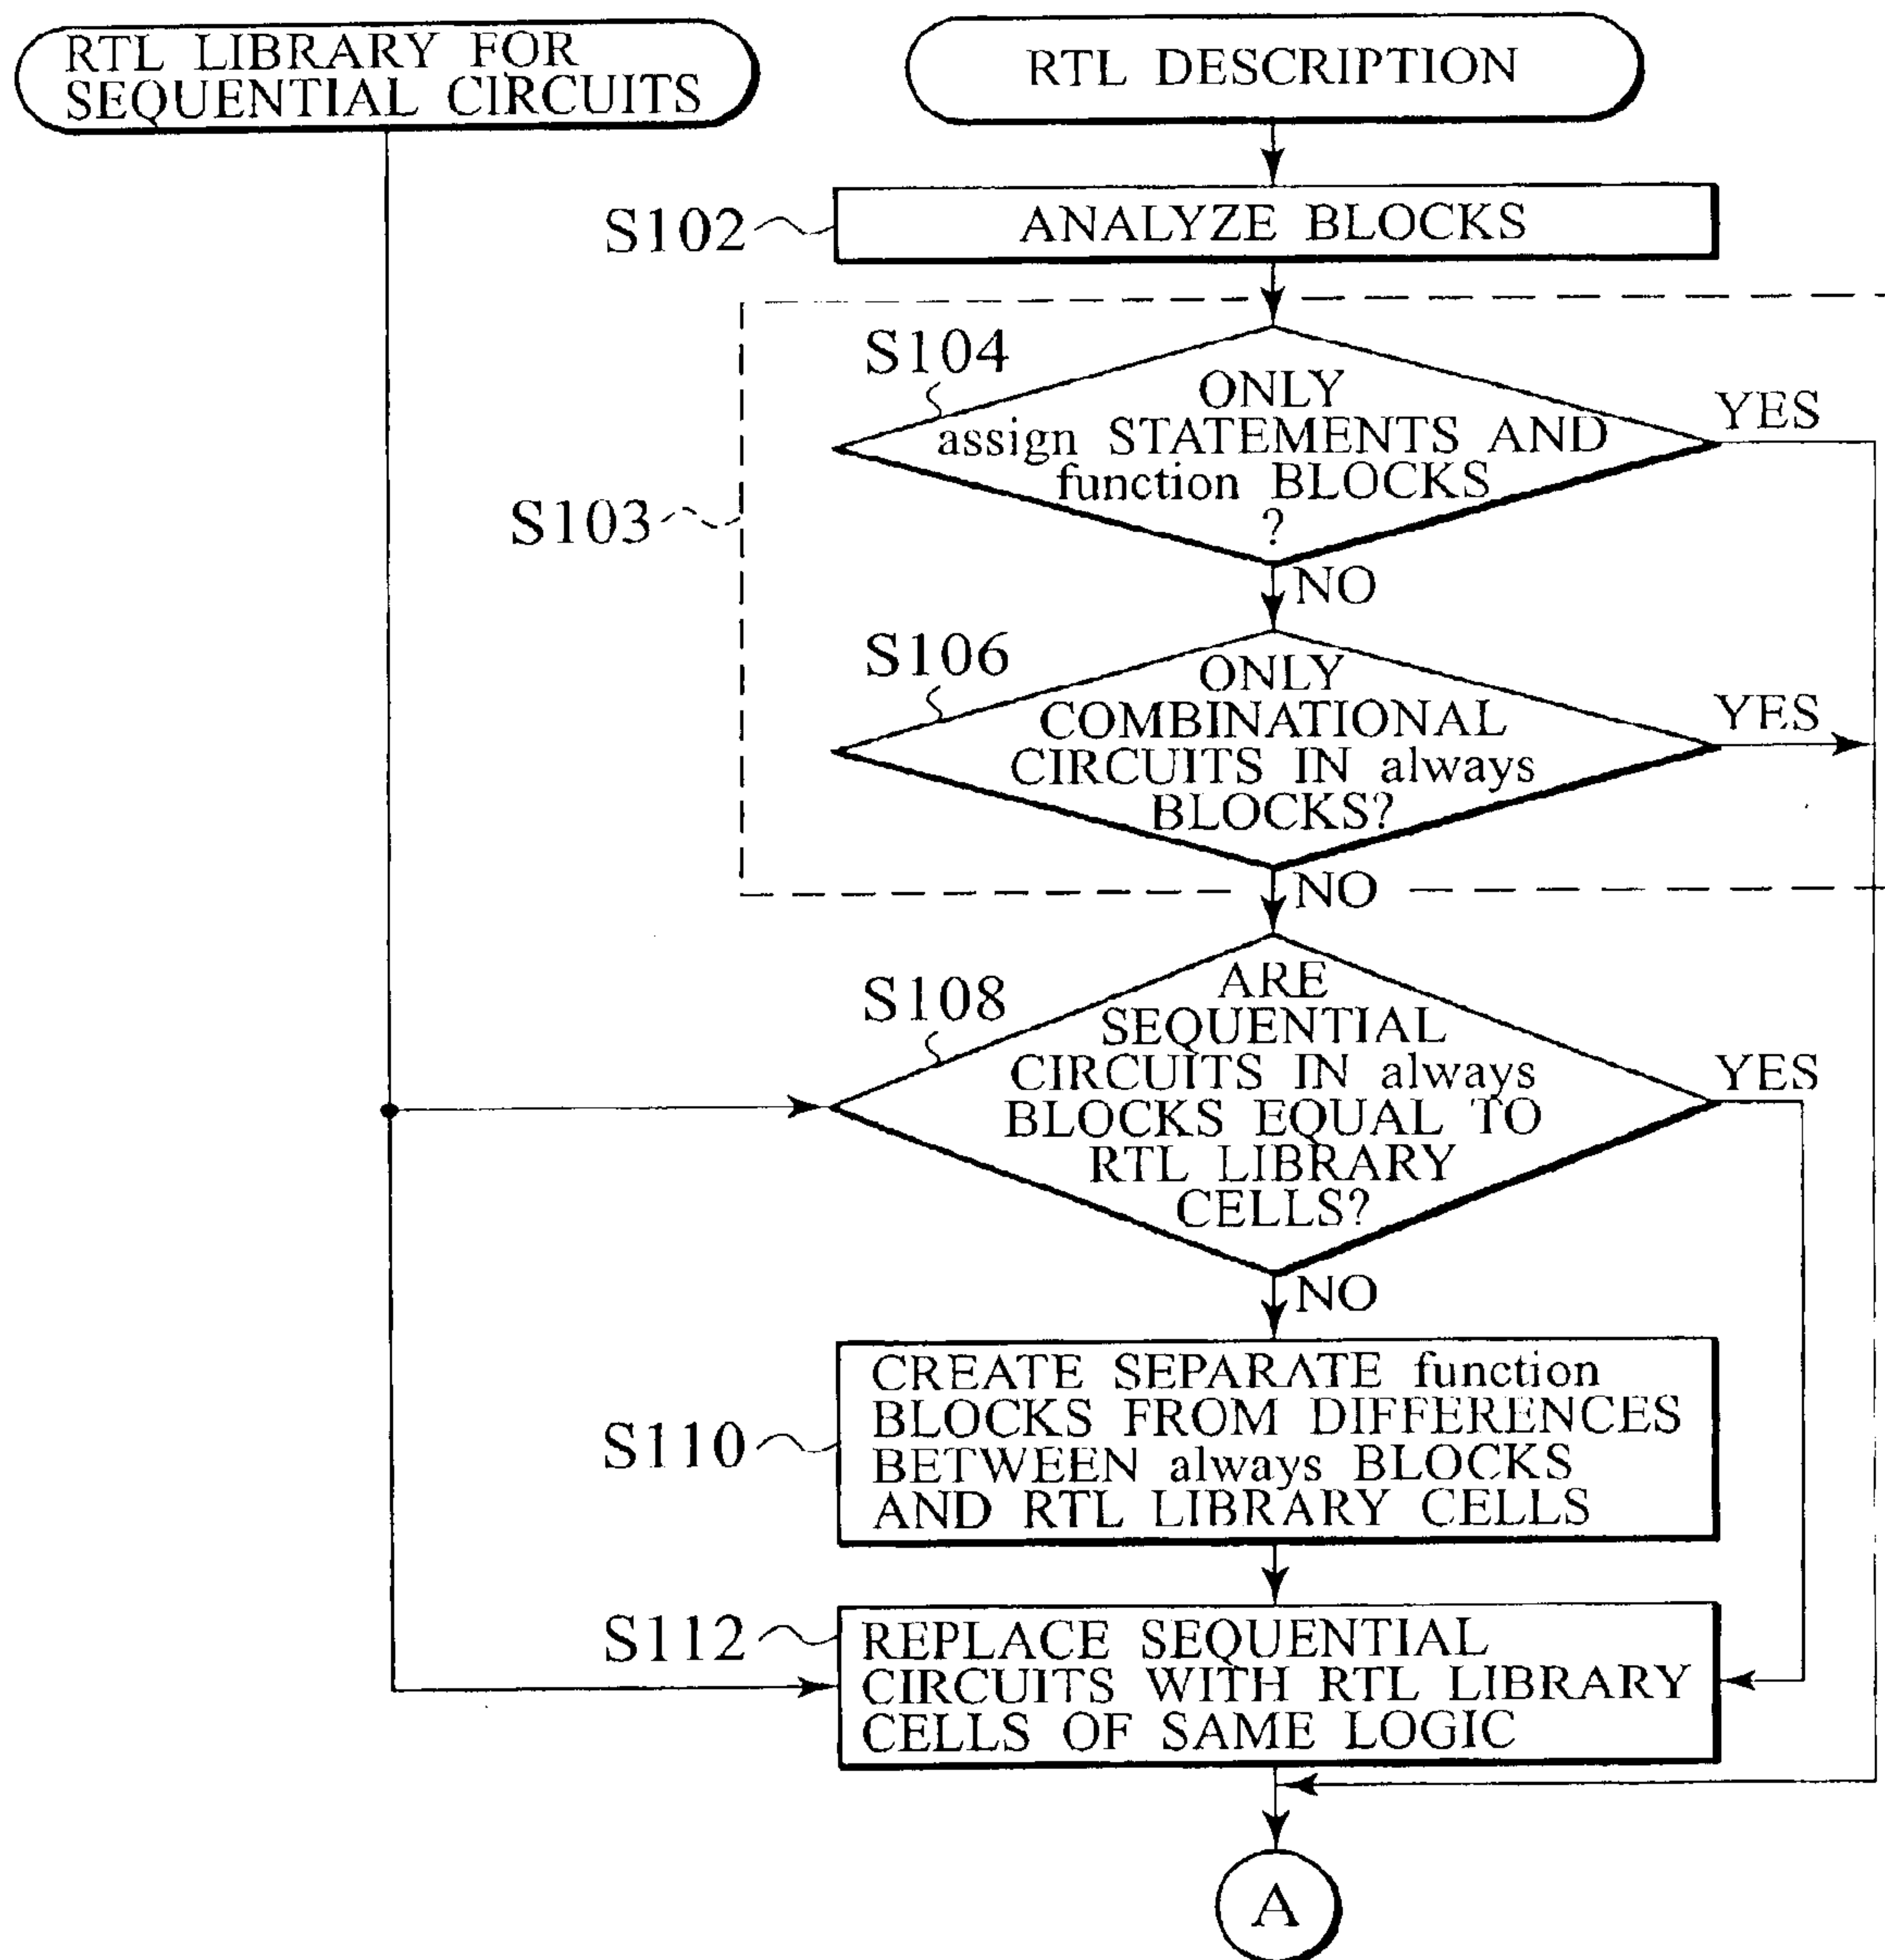 RTL LIBRARY FOR
SEQUENTIAL CIRCUITS
RTL DESCRIPTION
S102
ANALYZE BLOCKS
S103
S104
ONLY
assign STATEMENTS AND
function BLOCKS
?
YES
NO
S106
ONLY
COMBINATIONAL
CIRCUITS IN always
BLOCKS?
YES
NO
S108
ARE
SEQUENTIAL
CIRCUITS IN always
BLOCKS EQUAL TO
RTL LIBRARY
CELLS?
YES
NO
S110
CREATE SEPARATE function
BLOCKS FROM DIFFERENCES
BETWEEN always BLOCKS
AND RTL LIBRARY CELLS
S112
REPLACE SEQUENTIAL
CIRCUITS WITH RTL LIBRARY
CELLS OF SAME LOGIC
A